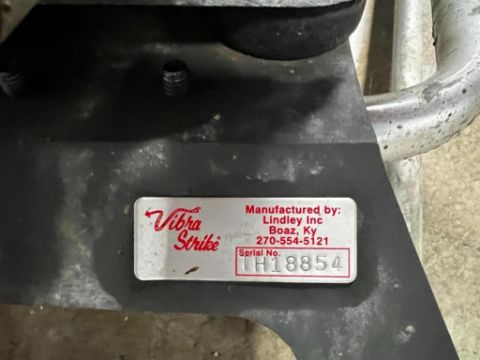 Vibra
Strike
Manufactured by:
Lindley Inc
Boaz, Ky
270-554-5121
Serial No.
TH18854